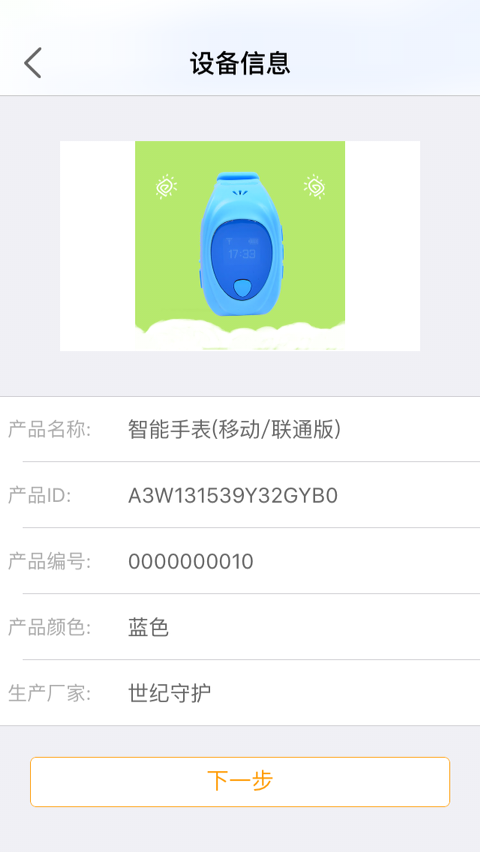 设备信息
17:33
产品名称: 智能手表(移动/联通版)
产品ID: A3W131539Y32GYB0
产品编号: 0000000010
产品颜色: 蓝色
生产厂家: 世纪守护
下一步